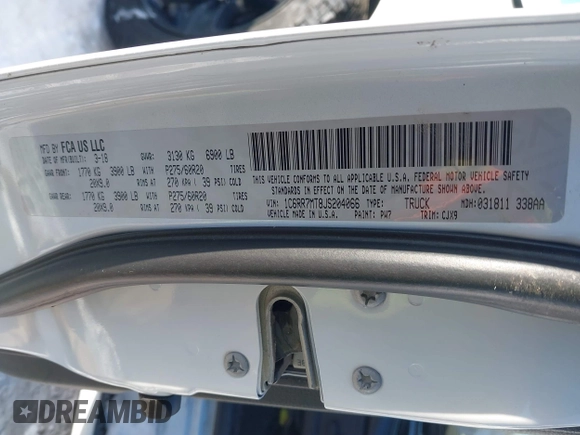 MFD BY FCA US LLC
DATE OF MFR(BUILT): 3-18 GVWR: 3130 KG 6900 LB
GAWR FRONT: 1770 KG 3900 LB P275/60R20 TIRES
20X8.0 RIMS AT 270 KPA ( 39 PSI) COLD
GAWR REAR: 1770 KG 3900 LB P275/60R20 TIRES
20X8.0 RIMS AT 270 KPA ( 39 PSI) COLD
THIS VEHICLE CONFORMS TO ALL APPLICABLE U.S.A. FEDERAL MOTOR VEHICLE SAFETY
STANDARDS IN EFFECT ON THE DATE OF MANUFACTURE SHOWN ABOVE.
VIN: 1C6RR7MT8JS204066 TYPE: TRUCK MDH: 031811 338AA
VEHICLE MADE IN U.S.A. PAINT: PW7 TRIM: CJX9
DREAMBID